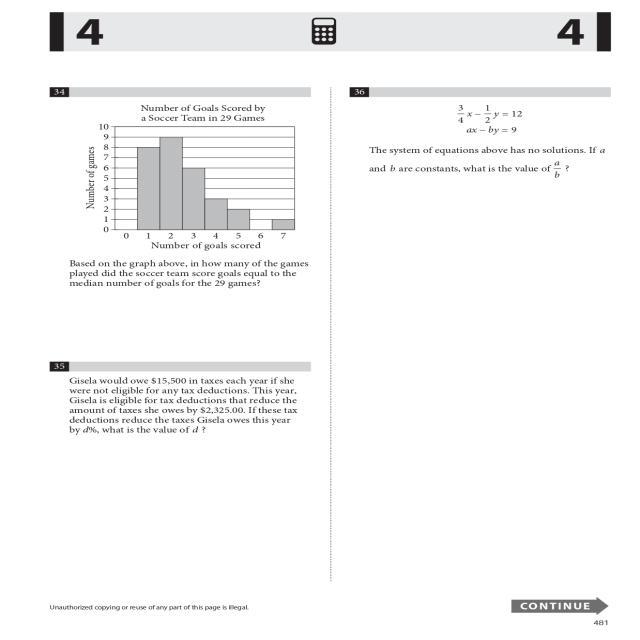 4
4
34
Number of Goals Scored by
a Soccer Team in 29 Games
Number of games
10
9
8
7
6
5
4
3
2
1
0
0 1 2 3 4 5 6 7
Number of goals scored
Based on the graph above, in how many of the games
played did the soccer team score goals equal to the
median number of goals for the 29 games?
35
Gisela would owe $15,500 in taxes each year if she
were not eligible for any tax deductions. This year,
Gisela is eligible for tax deductions that reduce the
amount of taxes she owes by $2,325.00. If these tax
deductions reduce the taxes Gisela owes this year
by d%, what is the value of d ?
36
3/4 x − 1/2 y = 12
ax − by = 9
The system of equations above has no solutions. If a
and b are constants, what is the value of a/b ?
Unauthorized copying or reuse of any part of this page is illegal.
CONTINUE
481